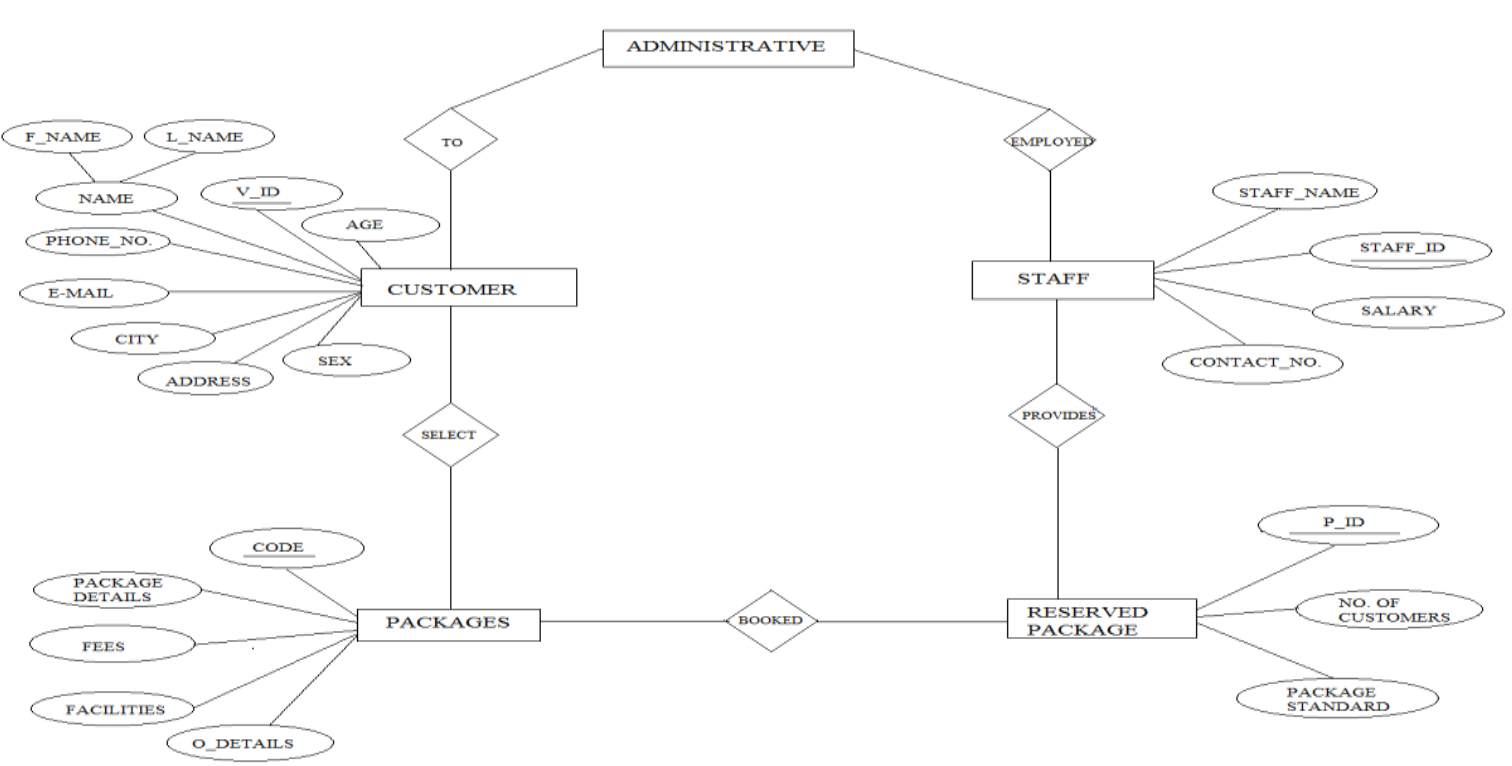 ADMINISTRATIVE
TO
EMPLOYED
F_NAME
L_NAME
NAME
V_ID
AGE
PHONE_NO.
E-MAIL
CITY
ADDRESS
SEX
CUSTOMER
STAFF_NAME
STAFF_ID
SALARY
CONTACT_NO.
STAFF
SELECT
PROVIDES
CODE
PACKAGE
DETAILS
FEES
FACILITIES
O_DETAILS
PACKAGES
BOOKED
RESERVED
PACKAGE
P_ID
NO. OF
CUSTOMERS
PACKAGE
STANDARD